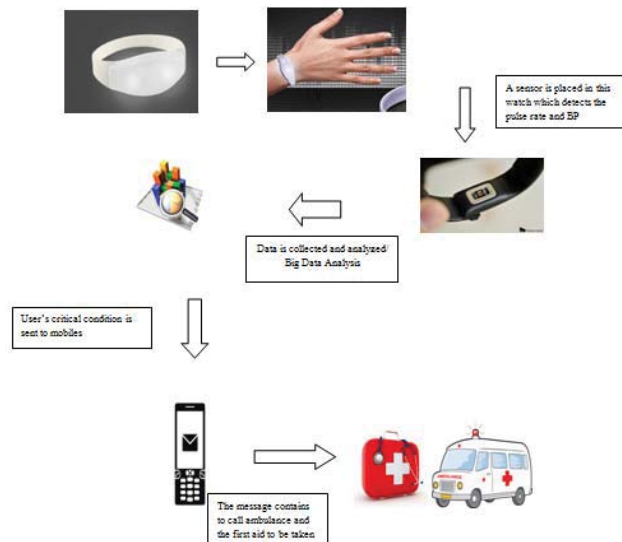 A sensor is placed in this
watch which detects the
pulse rate and BP
Data is collected and analyzed/
Big Data Analysis
User's critical condition is
sent to mobiles
The message contains
to call ambulance and
the first aid to be taken
AMBULANCE